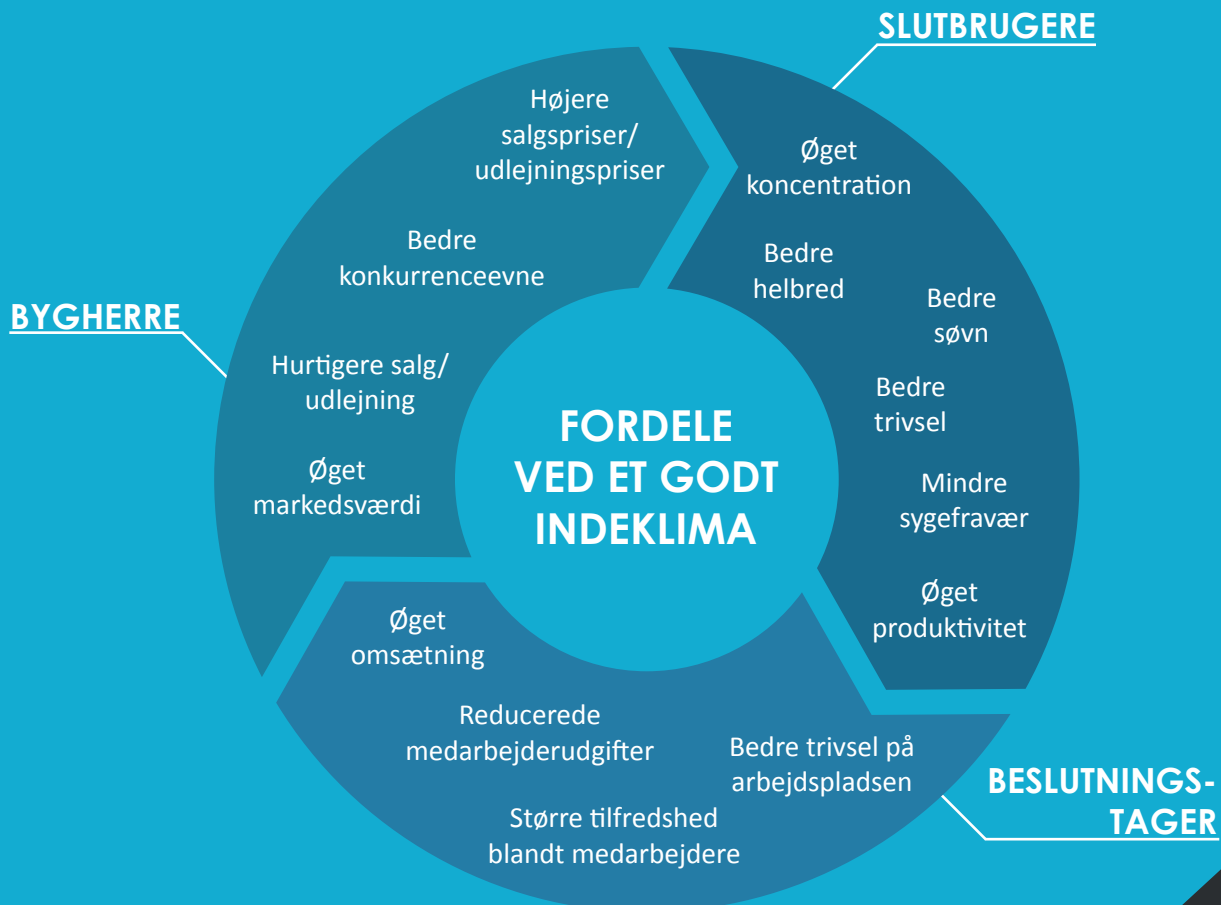 SLUTBRUGERE
Højere
salgspriser/
udlejningspriser
Øget
koncentration
Bedre
konkurrenceevne
Bedre
helbred
Bedre
søvn
BYGHERRE
Hurtigere salg/
udlejning
Bedre
trivsel
FORDELE
VED ET GODT
INDEKLIMA
Øget
markedsværdi
Mindre
sygefravær
Øget
produktivitet
Øget
omsætning
Reducerede
medarbejderudgifter
Bedre trivsel på
arbejdspladsen
BESLUTNINGS-
TAGER
Større tilfredshed
blandt medarbejdere